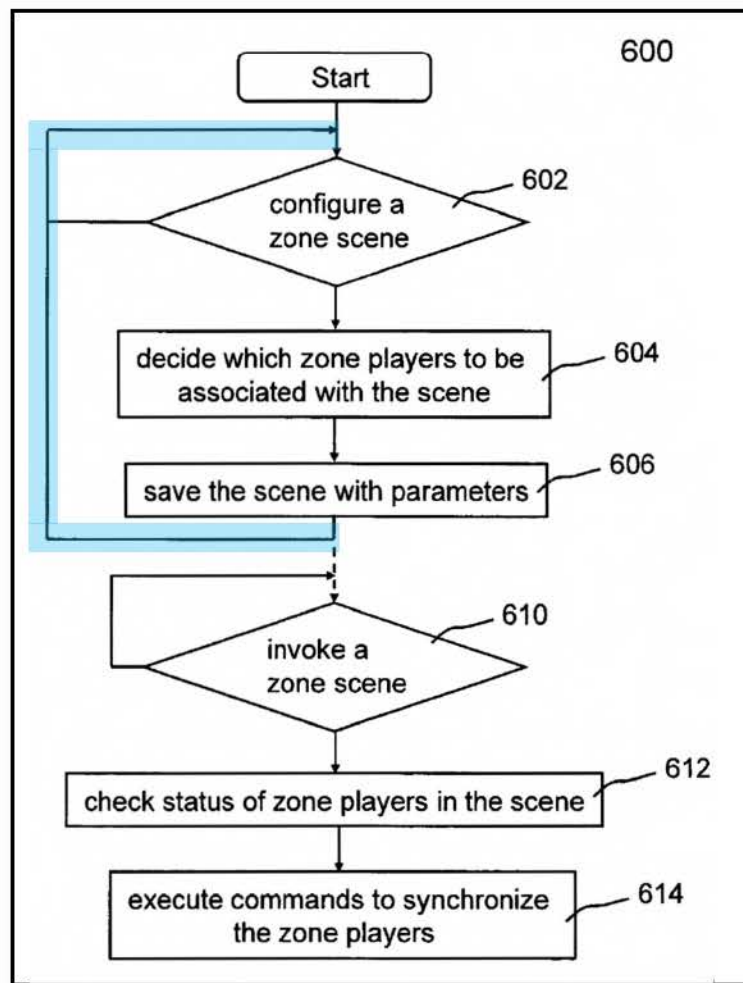 600
Start
602
configure a
zone scene
decide which zone players to be
associated with the scene
604
606
save the scene with parameters
610
invoke a
zone scene
612
check status of zone players in the scene
execute commands to synchronize
the zone players
614